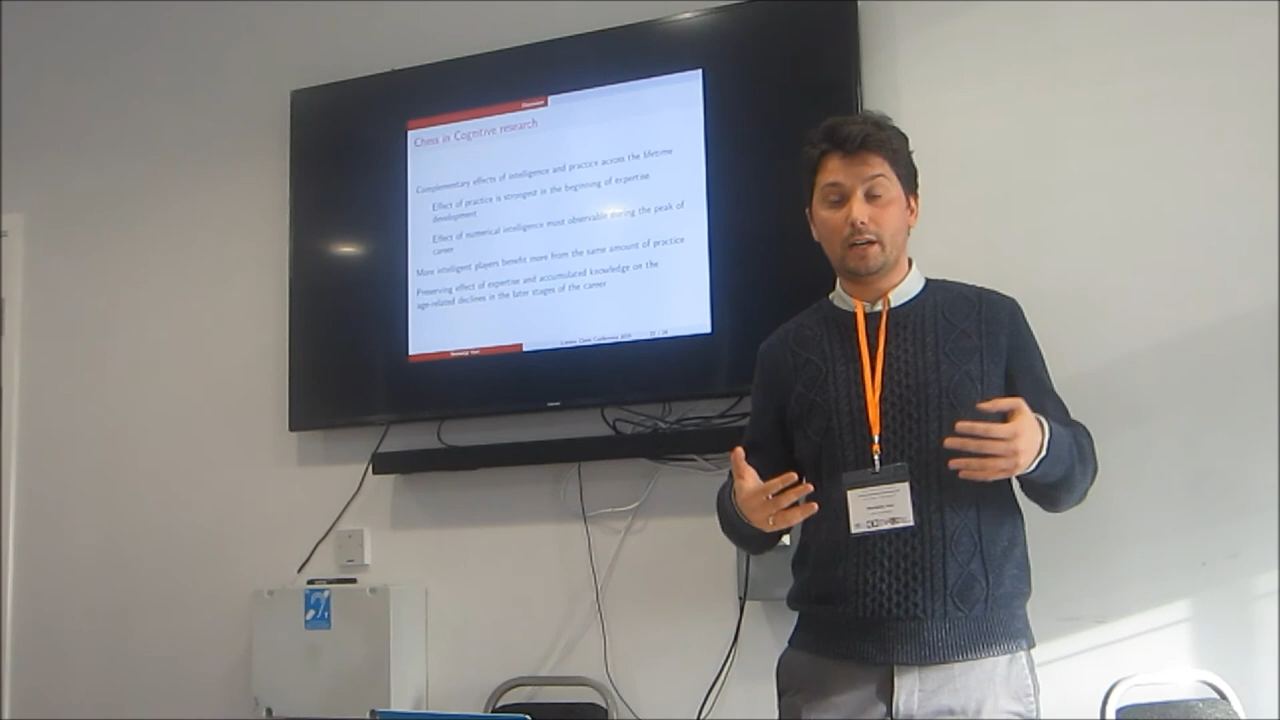 Discussion
Chess in Cognitive research
Complementary effects of intelligence and practice across the lifetime
Effect of practice is strongest in the beginning of expertise
development
Effect of numerical intelligence most observable during the peak of
career
More intelligent players benefit more from the same amount of practice
Preserving effect of expertise and accumulated knowledge on the
age-related declines in the later stages of the career
London Chess Conference